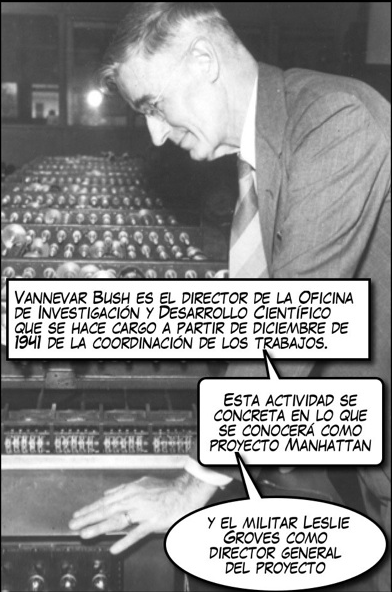 VANNEVAR BUSH ES EL DIRECTOR DE LA OFICINA
DE INVESTIGACIÓN Y DESARROLLO CIENTÍFICO
QUE SE HACE CARGO A PARTIR DE DICIEMBRE DE
1941 DE LA COORDINACIÓN DE LOS TRABAJOS.
ESTA ACTIVIDAD SE
CONCRETA EN LO QUE
SE CONOCERÁ COMO
PROYECTO MANHATTAN
Y EL MILITAR LESLIE
GROVES COMO
DIRECTOR GENERAL
DEL PROYECTO